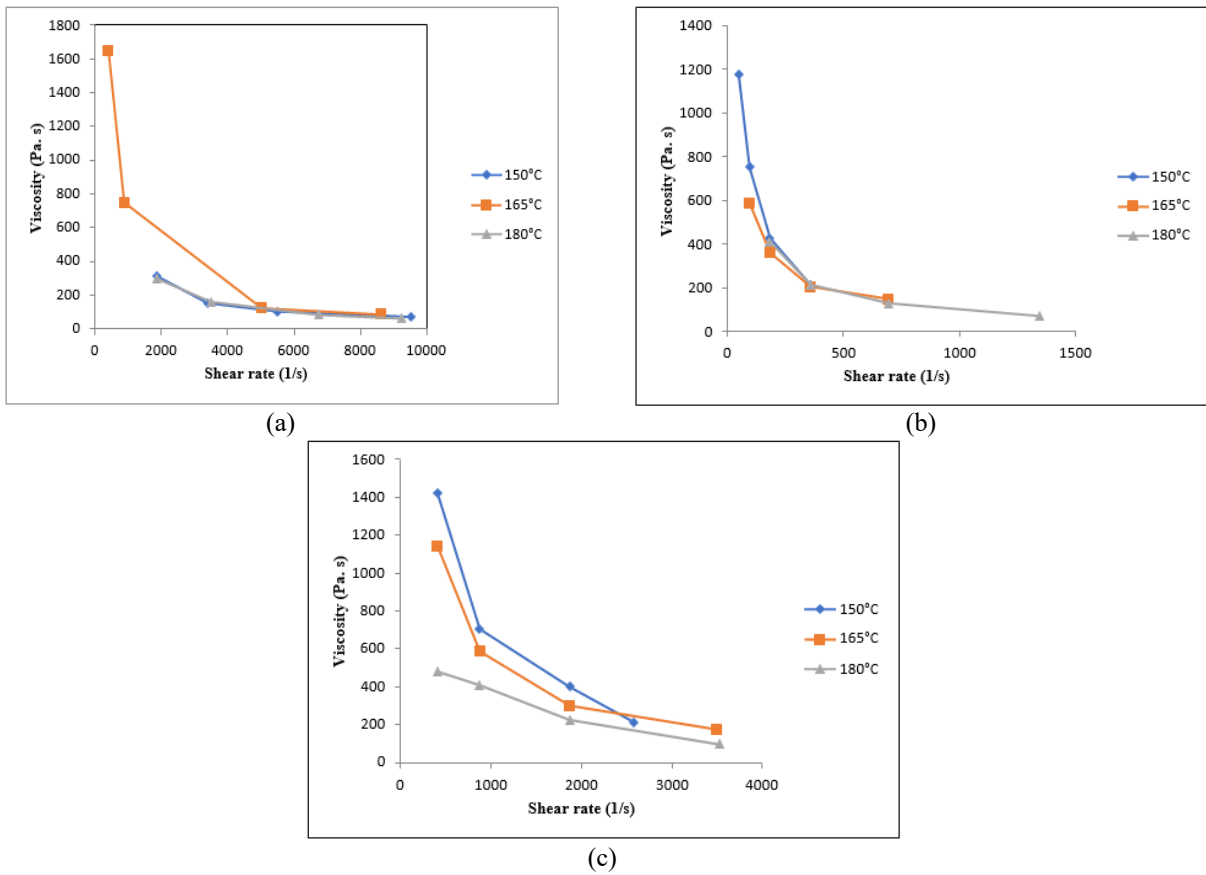 1800
1600
1400
1200
1000
800
600
400
200
0
Viscosity (Pa. s)
0 2000 4000 6000 8000 10000
Shear rate (1/s)
150°C
165°C
180°C
(a)
1400
1200
1000
800
600
400
200
0
Viscosity (Pa. s)
0 500 1000 1500
Shear rate (1/s)
150°C
165°C
180°C
(b)
1600
1400
1200
1000
800
600
400
200
0
Viscosity (Pa. s)
0 1000 2000 3000 4000
Shear rate (1/s)
150°C
165°C
180°C
(c)